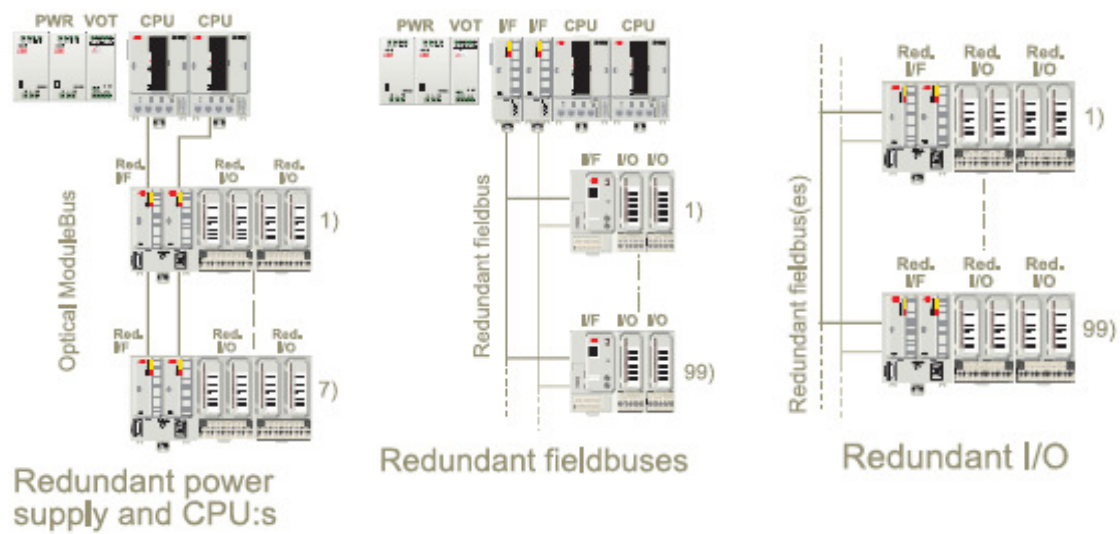 PWR VOT CPU CPU
Red. I/F
Red. I/O
Red. I/O
1)
Optical ModuleBus
Red. I/F
Red. I/O
Red. I/O
7)
Redundant power
supply and CPU:s
PWR VOT I/F I/F CPU CPU
Redundant fieldbus
I/F I/O I/O
1)
I/F I/O I/O
99)
Redundant fieldbuses
Redundant fieldbus(es)
Red. I/F
Red. I/O
Red. I/O
1)
Red. I/F
Red. I/O
Red. I/O
99)
Redundant I/O